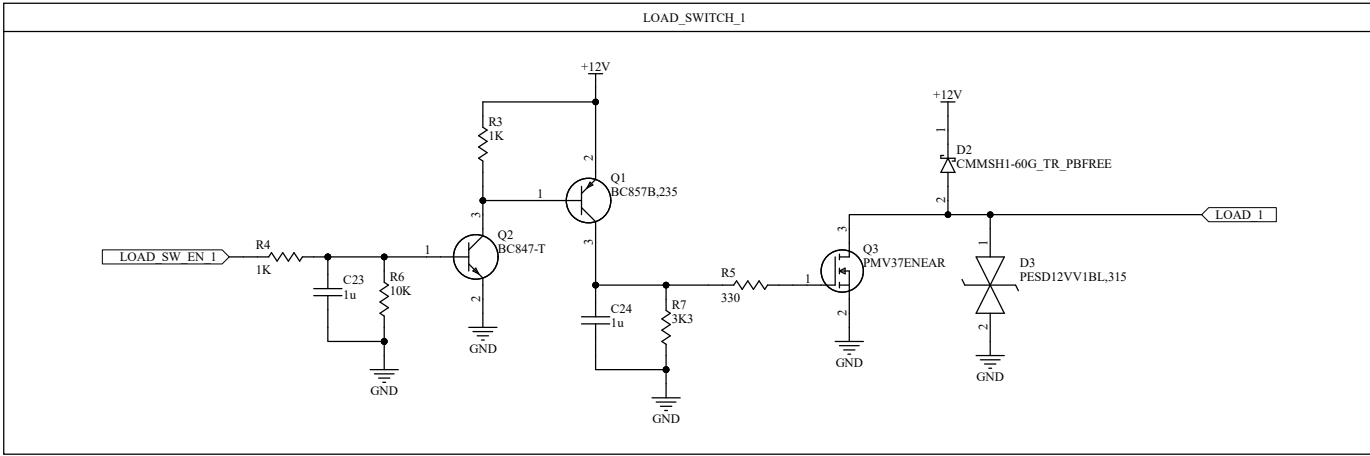 LOAD_SWITCH_1
+12V
+12V
R3
1K
1
D2
CMMSH1-60G_TR_PBFREE
2
Q1
BC857B,235
1
2
3
LOAD_1
3
Q2
BC847-T
3
1
Q3
PMV37ENEAR
R4
LOAD_SW_EN_1
1K
1
D3
PESD12VV1BL,315
C23
1u
R6
10K
R5
330
1
2
C24
1u
R7
3K3
2
2
GND
GND
GND
GND
GND